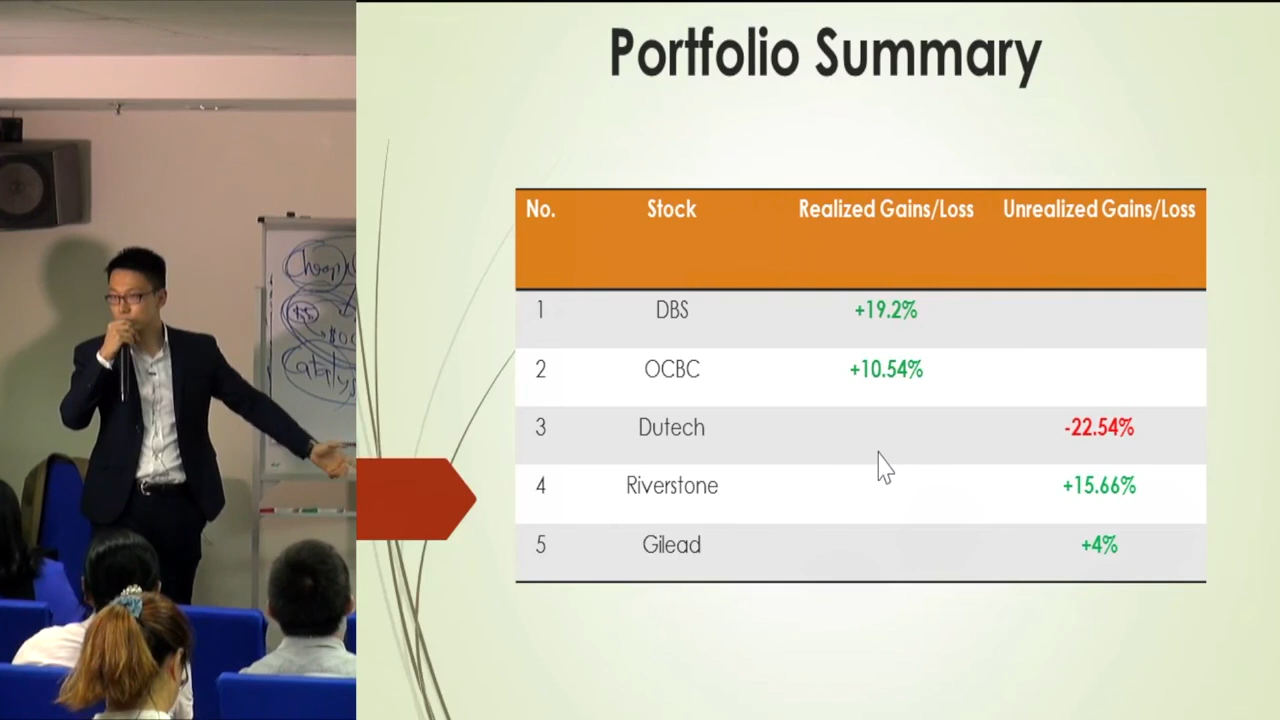 Portfolio Summary
No. Stock Realized Gains/Loss Unrealized Gains/Loss
1 DBS +19.2%
2 OCBC +10.54%
3 Dutech -22.54%
4 Riverstone +15.66%
5 Gilead +4%
$5